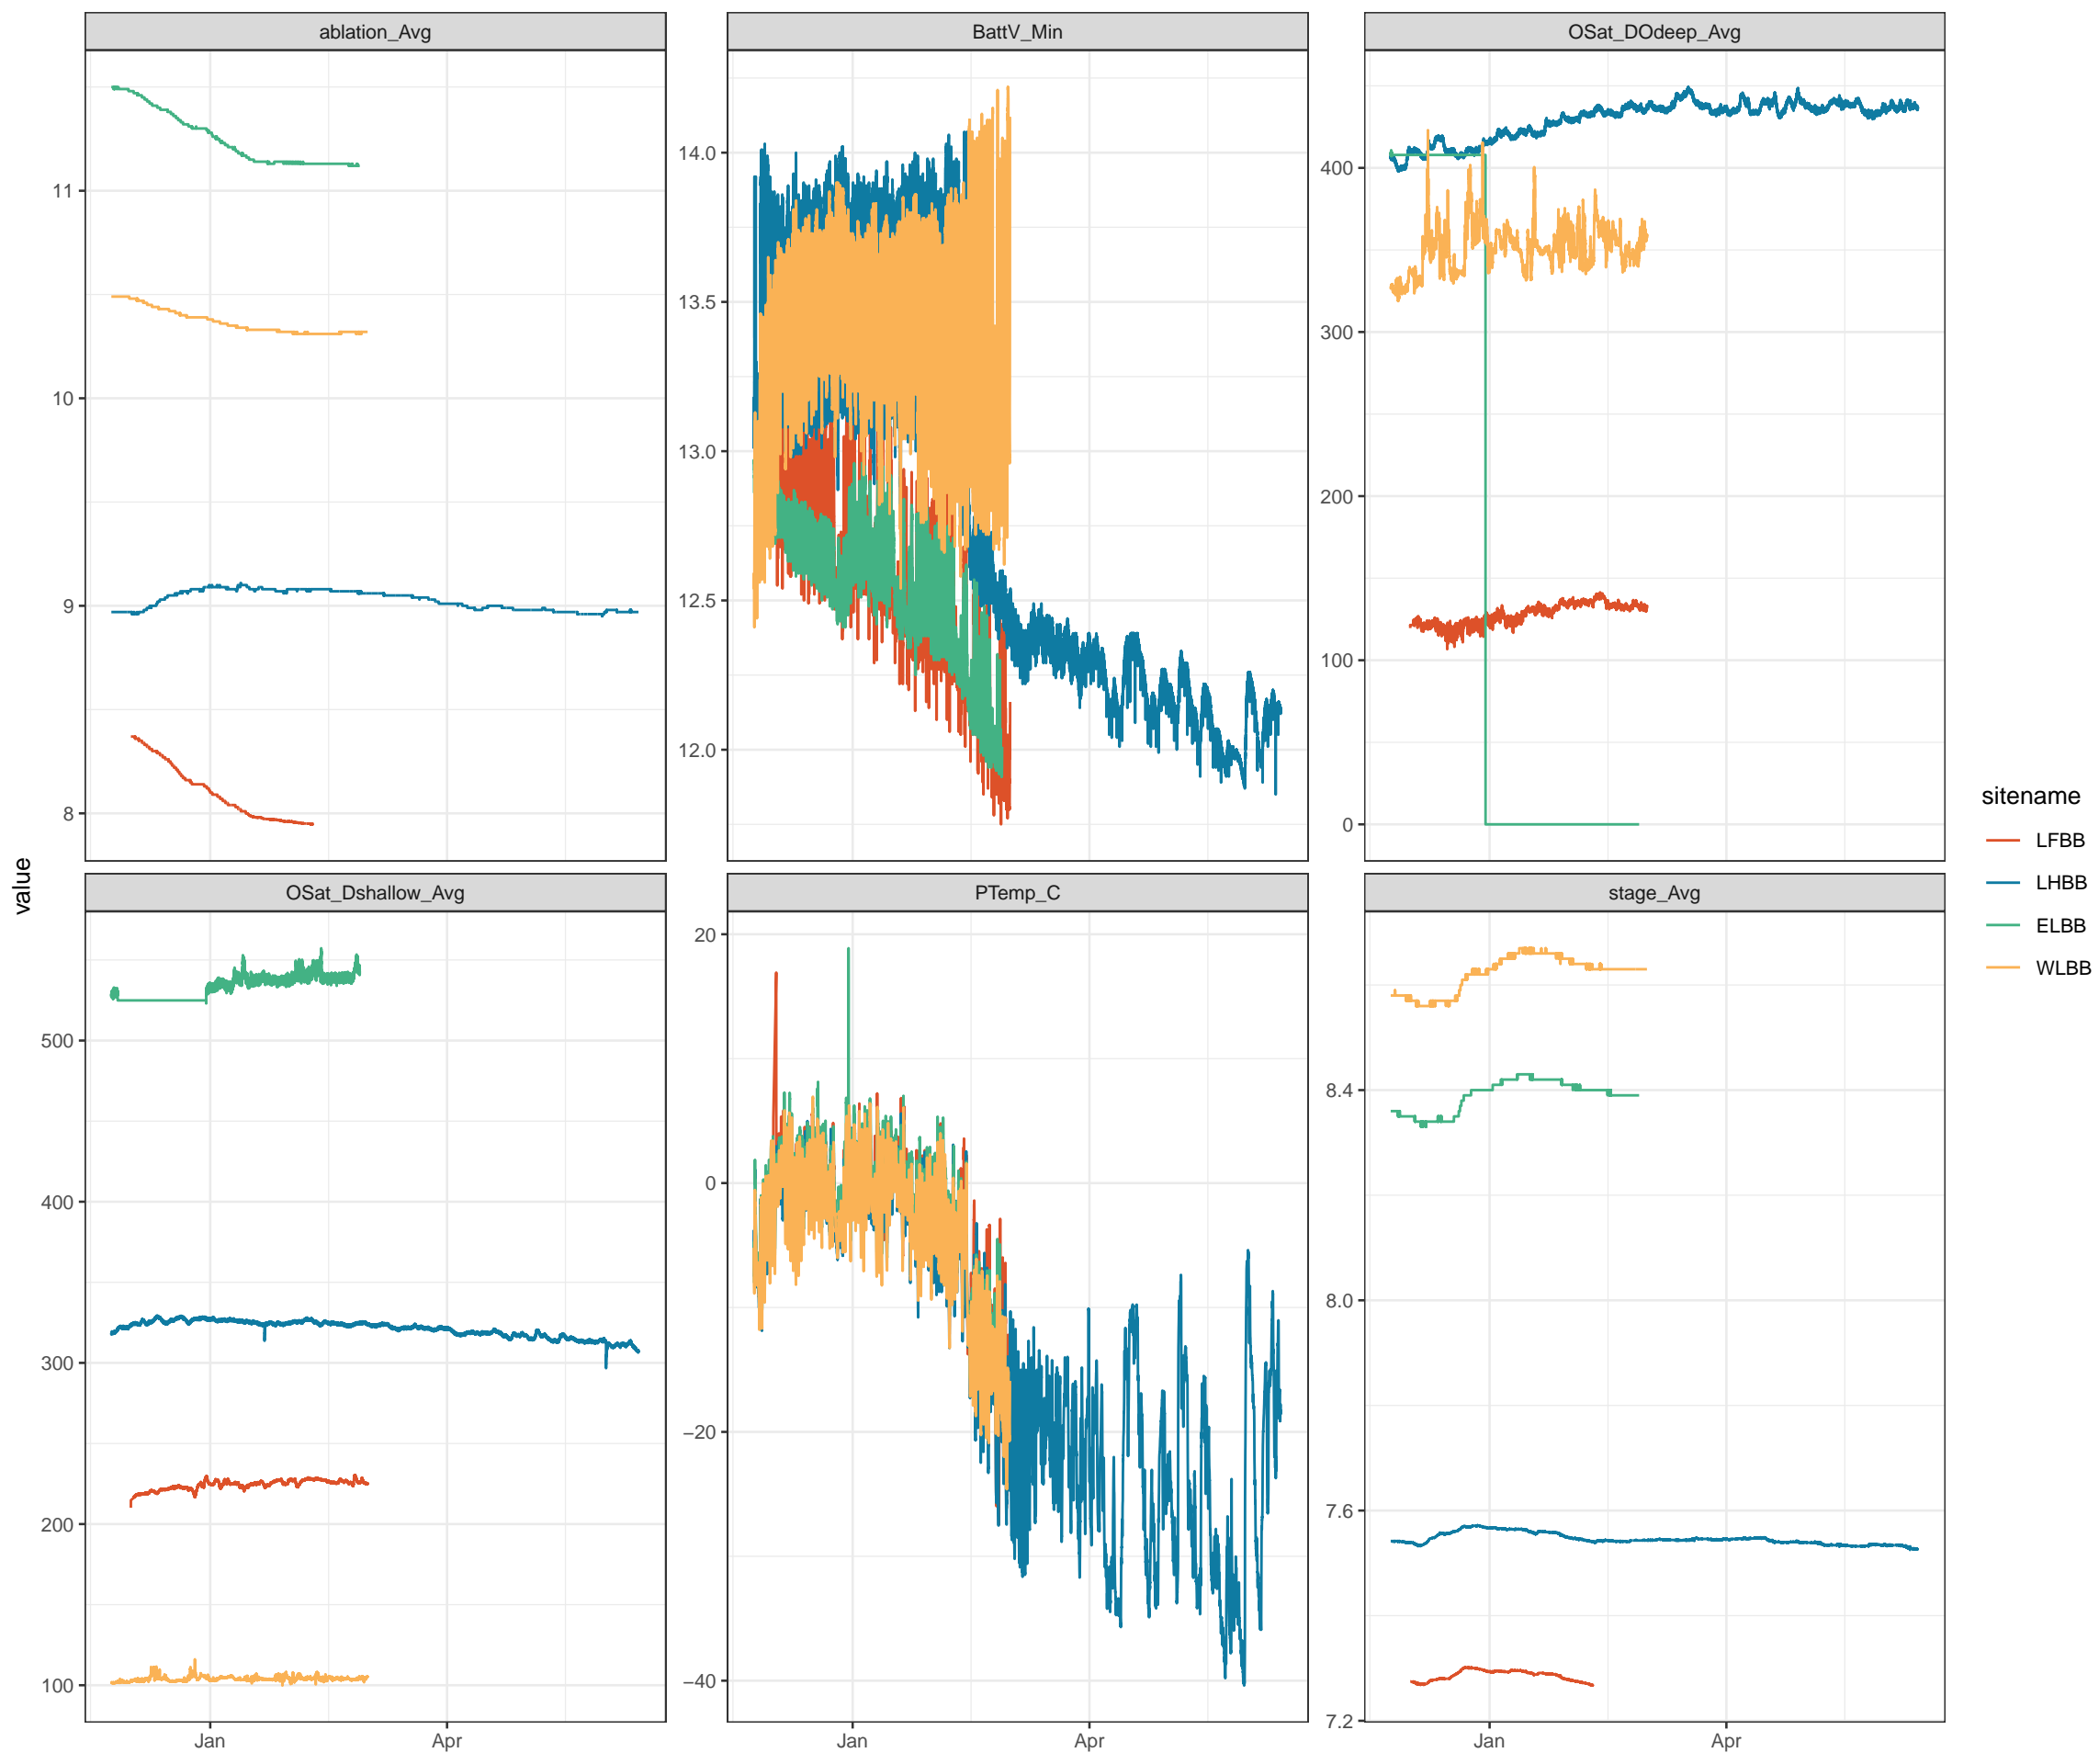 ablation_Avg
BattV_Min
OSat_DOdeep_Avg
11
10
9
8
14.0
13.5
13.0
12.5
12.0
400
300
200
100
0
value
OSat_Dshallow_Avg
PTemp_C
stage_Avg
500
400
300
200
100
20
0
−20
−40
8.4
8.0
7.6
7.2
Jan
Apr
Jan
Apr
Jan
Apr
sitename
LFBB
LHBB
ELBB
WLBB